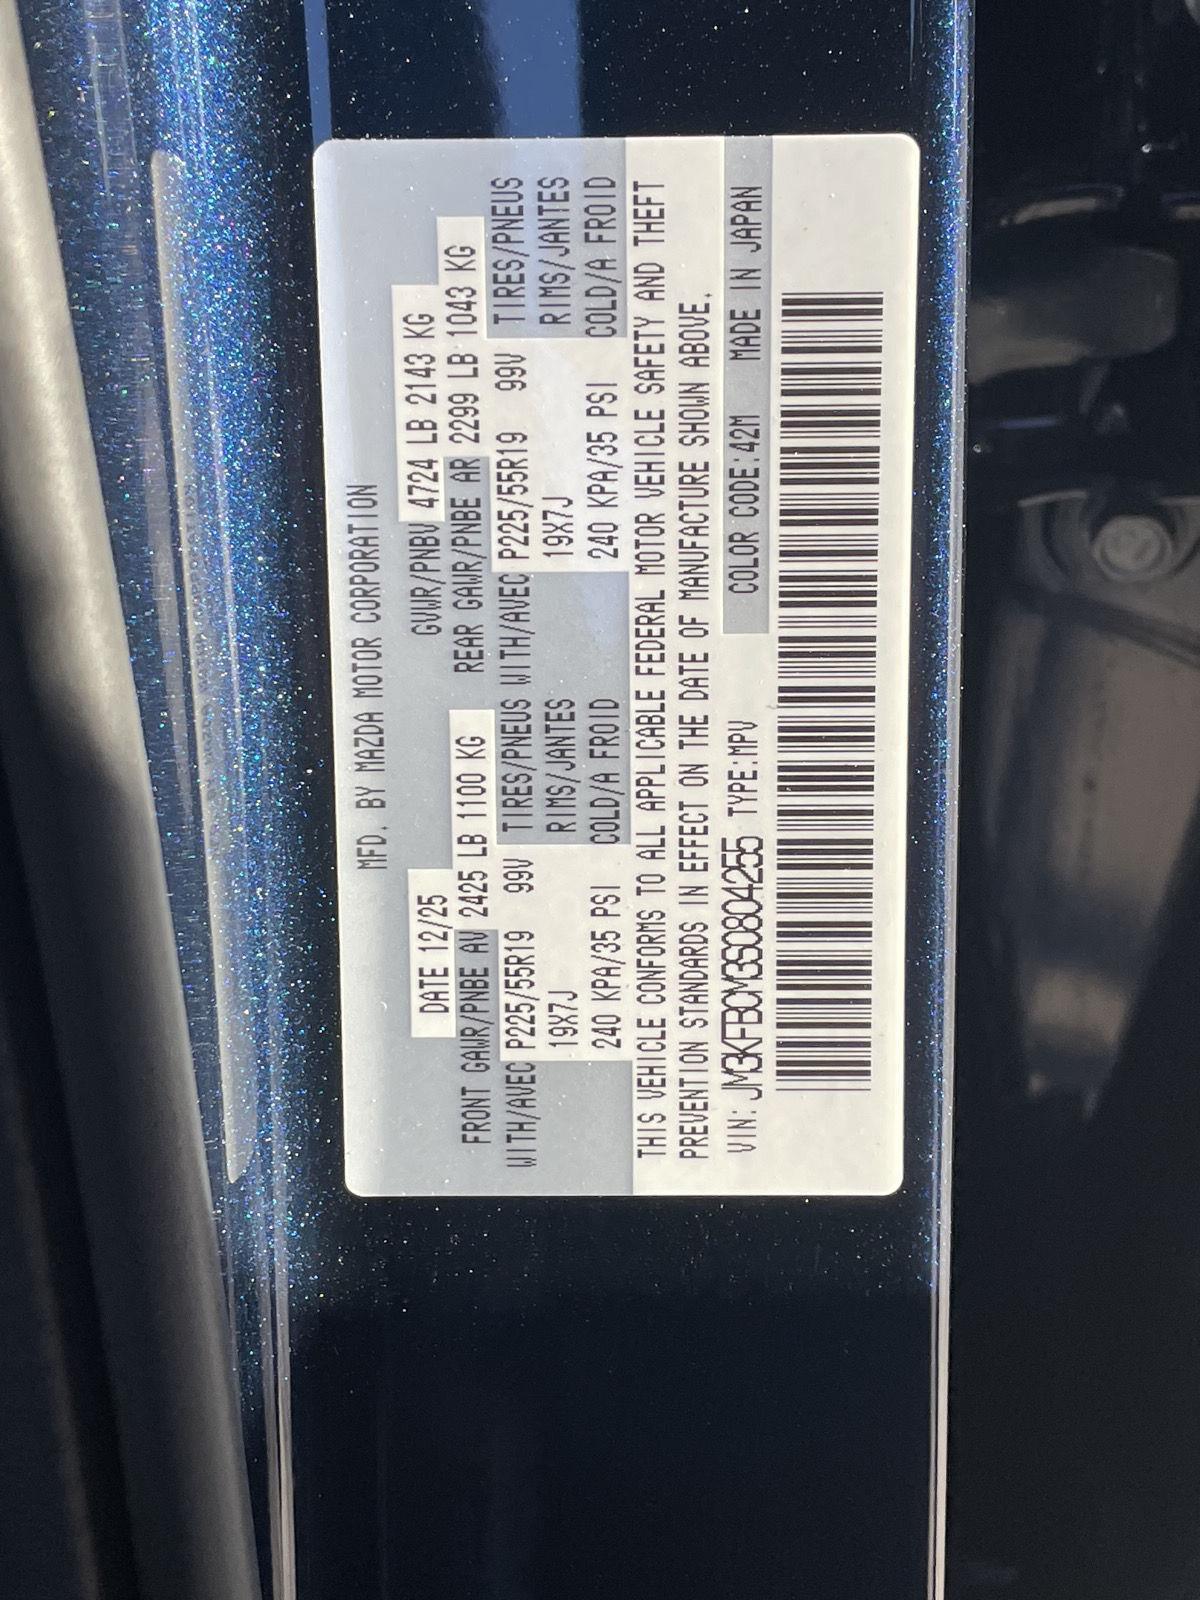 MFD. BY MAZDA MOTOR CORPORATION
DATE 12/25 GVWR/PNBV 4724 LB 2143 KG
FRONT GAWR/PNBE AV 2425 LB 1100 KG REAR GAWR/PNBE AR 2299 LB 1043 KG
WITH/AVEC P225/55R19 99V TIRES/PNEUS WITH/AVEC P225/55R19 99V TIRES/PNEUS
19X7J RIMS/JANTES 19X7J RIMS/JANTES
240 KPA/35 PSI COLD/A FROID 240 KPA/35 PSI COLD/A FROID
THIS VEHICLE CONFORMS TO ALL APPLICABLE FEDERAL MOTOR VEHICLE SAFETY AND THEFT
PREVENTION STANDARDS IN EFFECT ON THE DATE OF MANUFACTURE SHOWN ABOVE.
VIN: JM3KFBCM3S0804255 TYPE:MPV COLOR CODE:42M MADE IN JAPAN